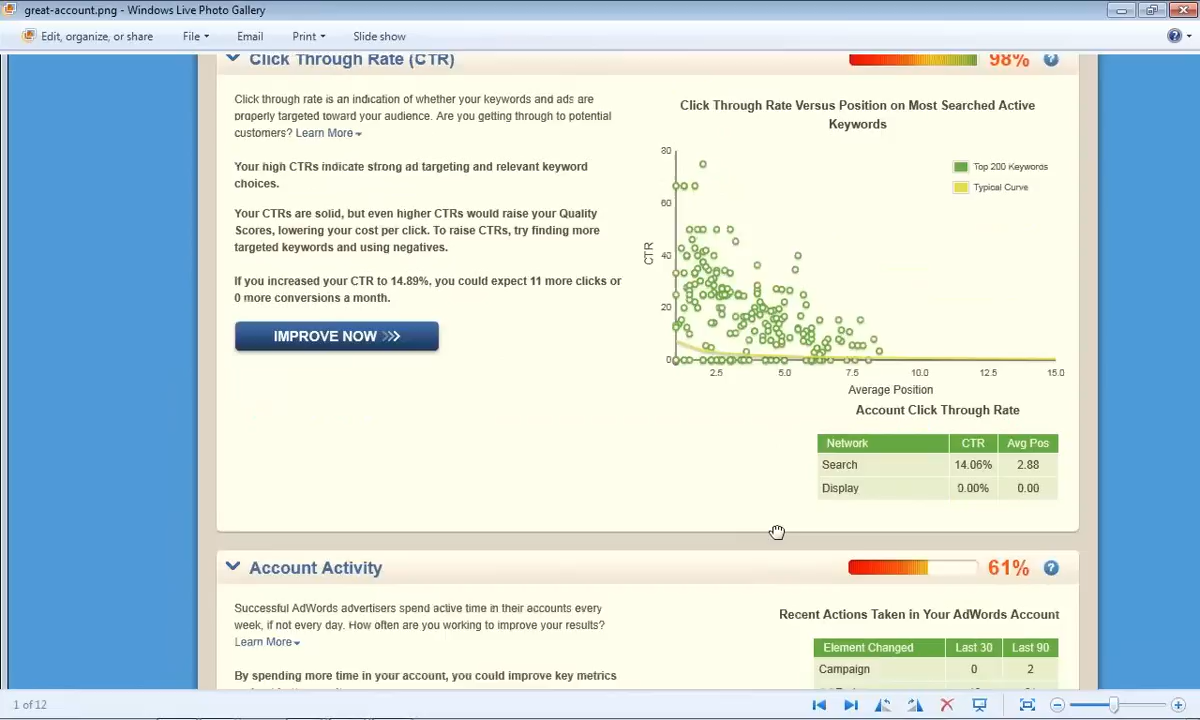 great-account.png - Windows Live Photo Gallery
Edit, organize, or share
File
Email
Print
Slide show
Click Through Rate (CTR)
98%
Click through rate is an indication of whether your keywords and ads are
properly targeted toward your audience. Are you getting through to potential
customers? Learn More
Your high CTRs indicate strong ad targeting and relevant keyword
choices.
Your CTRs are solid, but even higher CTRs would raise your Quality
Scores, lowering your cost per click. To raise CTRs, try finding more
targeted keywords and using negatives.
If you increased your CTR to 14.89%, you could expect 11 more clicks or
0 more conversions a month.
IMPROVE NOW
Click Through Rate Versus Position on Most Searched Active
Keywords
Top 200 Keywords
Typical Curve
CTR
80
60
40
20
0
2.5 5.0 7.5 10.0 12.5 15.0
Average Position
Account Click Through Rate
Network CTR Avg Pos
Search 14.06% 2.88
Display 0.00% 0.00
Account Activity
61%
Successful AdWords advertisers spend active time in their accounts every
week, if not every day. How often are you working to improve your results?
Learn More
By spending more time in your account, you could improve key metrics
Recent Actions Taken in Your AdWords Account
Element Changed Last 30 Last 90
Campaign 0 2
1 of 12